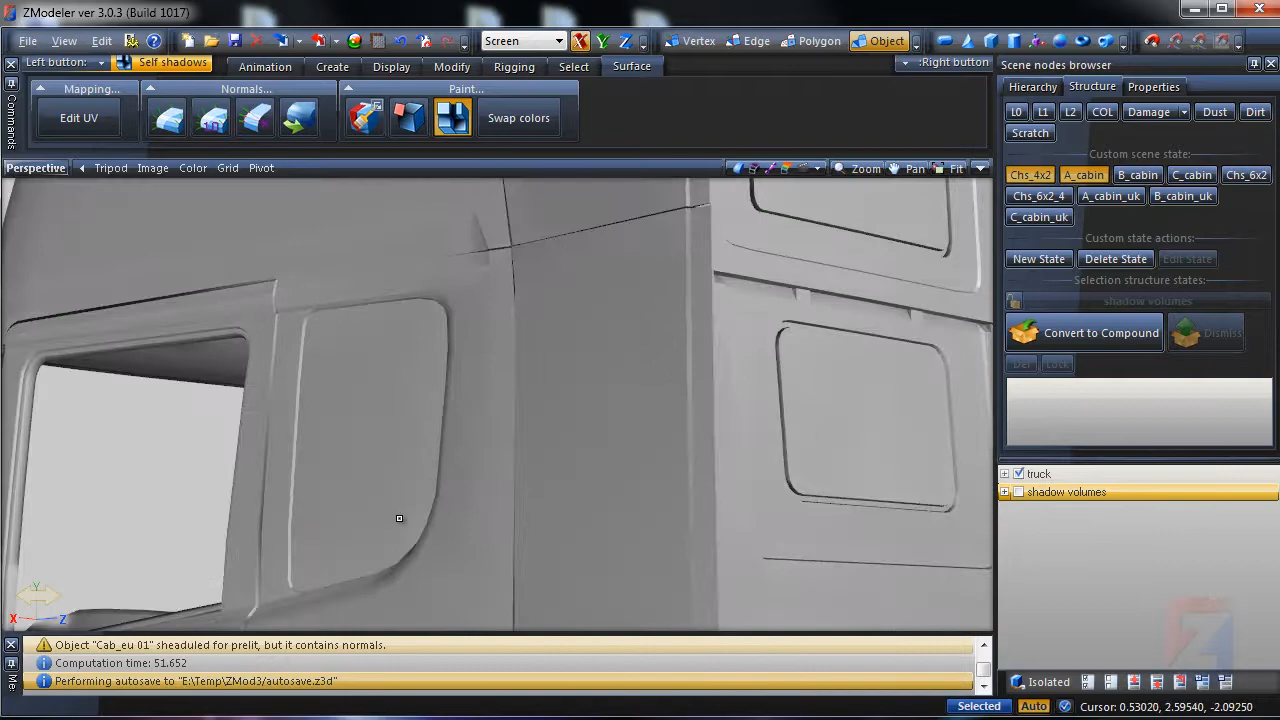 ZModeler ver 3.0.3 (Build 1017)
File View Edit Screen X Y Z Vertex Edge Polygon Object
Left button: Self shadows Animation Create Display Modify Rigging Select Surface :Right button
Commands
Mapping... Normals... Paint...
Edit UV Swap colors
Perspective Tripod Image Color Grid Pivot Zoom Pan Fit
Y
X Z
Scene nodes browser
Hierarchy Structure Properties
L0 L1 L2 COL Damage Dust Dirt
Scratch
Custom scene state:
Chs_4x2 A_cabin B_cabin C_cabin Chs_6x2
Chs_6x2_4 A_cabin_uk B_cabin_uk
C_cabin_uk
Custom state actions:
New State Delete State Edit State
Selection structure states:
shadow volumes
Convert to Compound Dismiss
Del Lock
truck
shadow volumes
Isolated
Me
Object "Cab_eu 01" sheaduled for prelit, but it contains normals.
Computation time: 51.652
Performing autosave to "E:\Temp\ZMod3/autosave.z3d"
Selected Auto Cursor: 0.53020, 2.59540, -2.09250